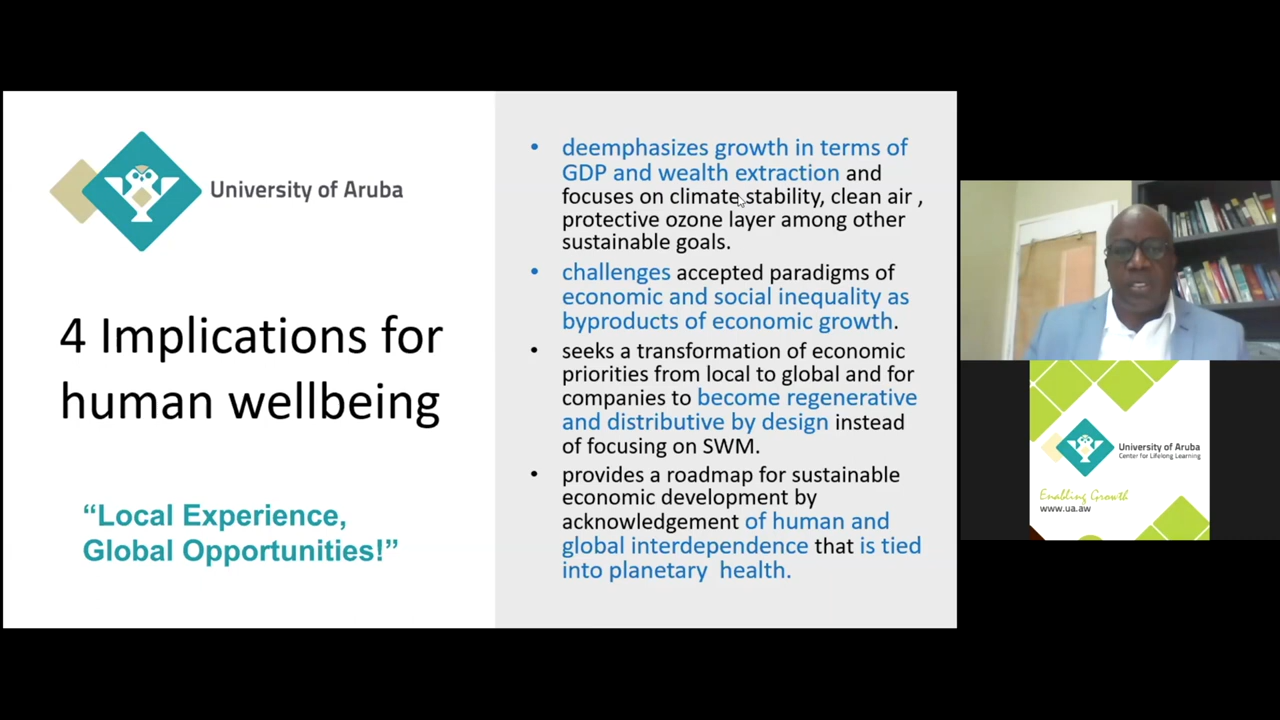 University of Aruba
4 Implications for
human wellbeing
“Local Experience,
Global Opportunities!”
• deemphasizes growth in terms of
GDP and wealth extraction and
focuses on climate stability, clean air ,
protective ozone layer among other
sustainable goals.
• challenges accepted paradigms of
economic and social inequality as
byproducts of economic growth.
• seeks a transformation of economic
priorities from local to global and for
companies to become regenerative
and distributive by design instead
of focusing on SWM.
• provides a roadmap for sustainable
economic development by
acknowledgement of human and
global interdependence that is tied
into planetary  health.
University of Aruba
Center for Lifelong Learning
Enabling Growth
www.ua.aw